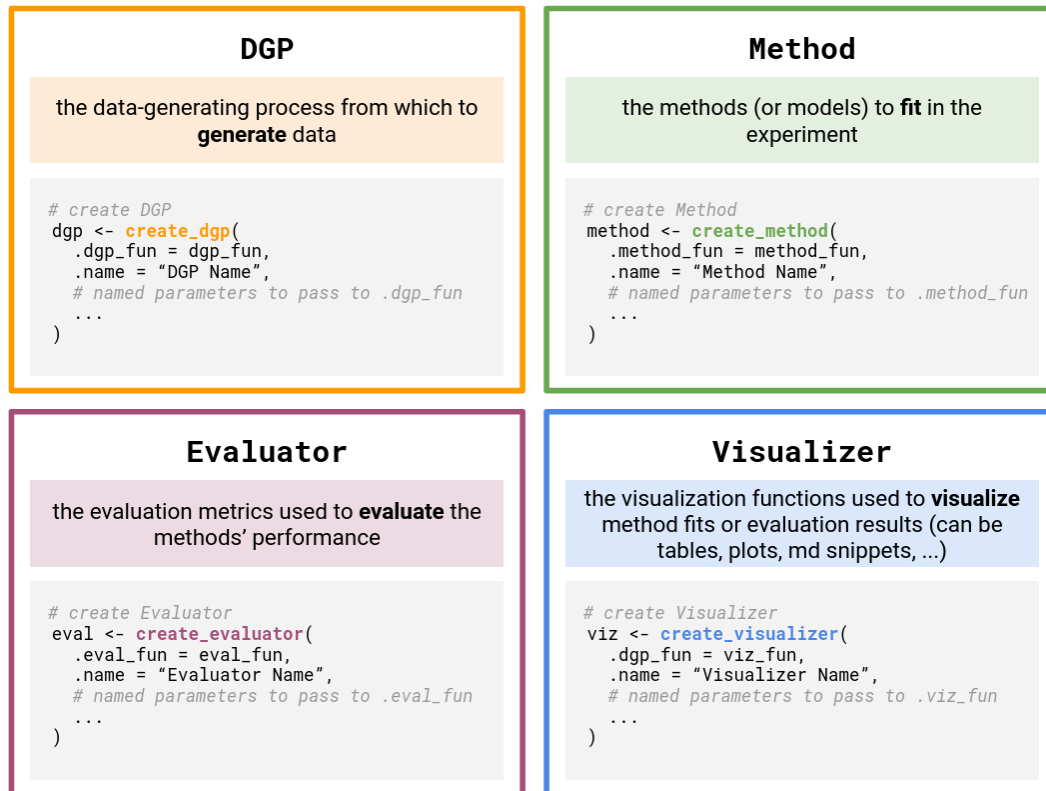 DGP
the data-generating process from which to
generate data
# create DGP
dgp <- create_dgp(
.dgp_fun = dgp_fun,
.name = “DGP Name”,
# named parameters to pass to .dgp_fun
...
)
Method
the methods (or models) to fit in the
experiment
# create Method
method <- create_method(
.method_fun = method_fun,
.name = “Method Name”,
# named parameters to pass to .method_fun
...
)
Evaluator
the evaluation metrics used to evaluate the
methods’ performance
# create Evaluator
eval <- create_evaluator(
.eval_fun = eval_fun,
.name = “Evaluator Name”,
# named parameters to pass to .eval_fun
...
)
Visualizer
the visualization functions used to visualize
method fits or evaluation results (can be
tables, plots, md snippets, ...)
# create Visualizer
viz <- create_visualizer(
.dgp_fun = viz_fun,
.name = “Visualizer Name”,
# named parameters to pass to .viz_fun
...
)